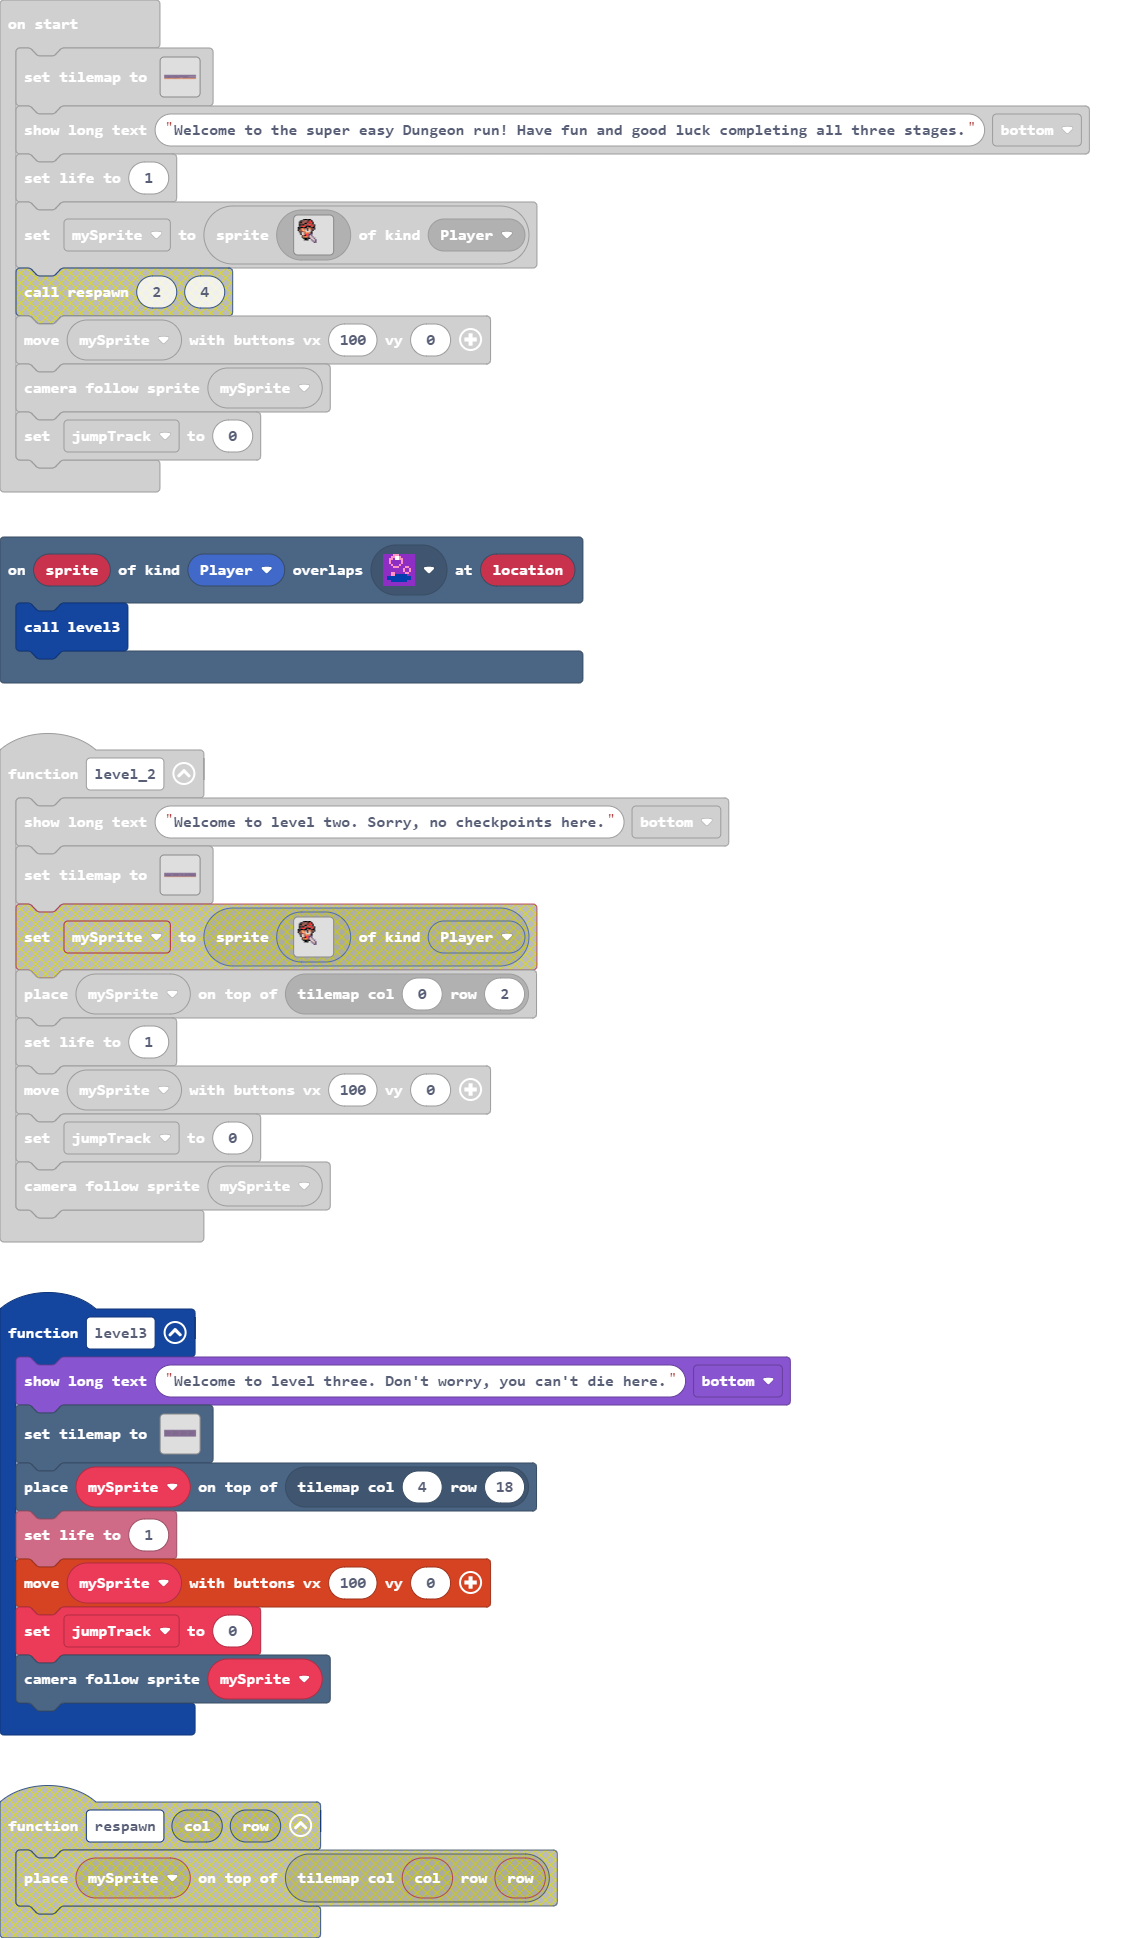 on start
set tilemap to
show long text "Welcome to the super easy Dungeon run! Have fun and good luck completing all three stages." bottom
set life to 1
set mySprite to sprite of kind Player
call respawn 2 4
move mySprite with buttons vx 100 vy 0
camera follow sprite mySprite
set jumpTrack to 0
on sprite of kind Player overlaps at location
call level3
function level_2
show long text "Welcome to level two. Sorry, no checkpoints here." bottom
set tilemap to
set mySprite to sprite of kind Player
place mySprite on top of tilemap col 0 row 2
set life to 1
move mySprite with buttons vx 100 vy 0
set jumpTrack to 0
camera follow sprite mySprite
function level3
show long text "Welcome to level three. Don't worry, you can't die here." bottom
set tilemap to
place mySprite on top of tilemap col 4 row 18
set life to 1
move mySprite with buttons vx 100 vy 0
set jumpTrack to 0
camera follow sprite mySprite
function respawn col row
place mySprite on top of tilemap col col row row